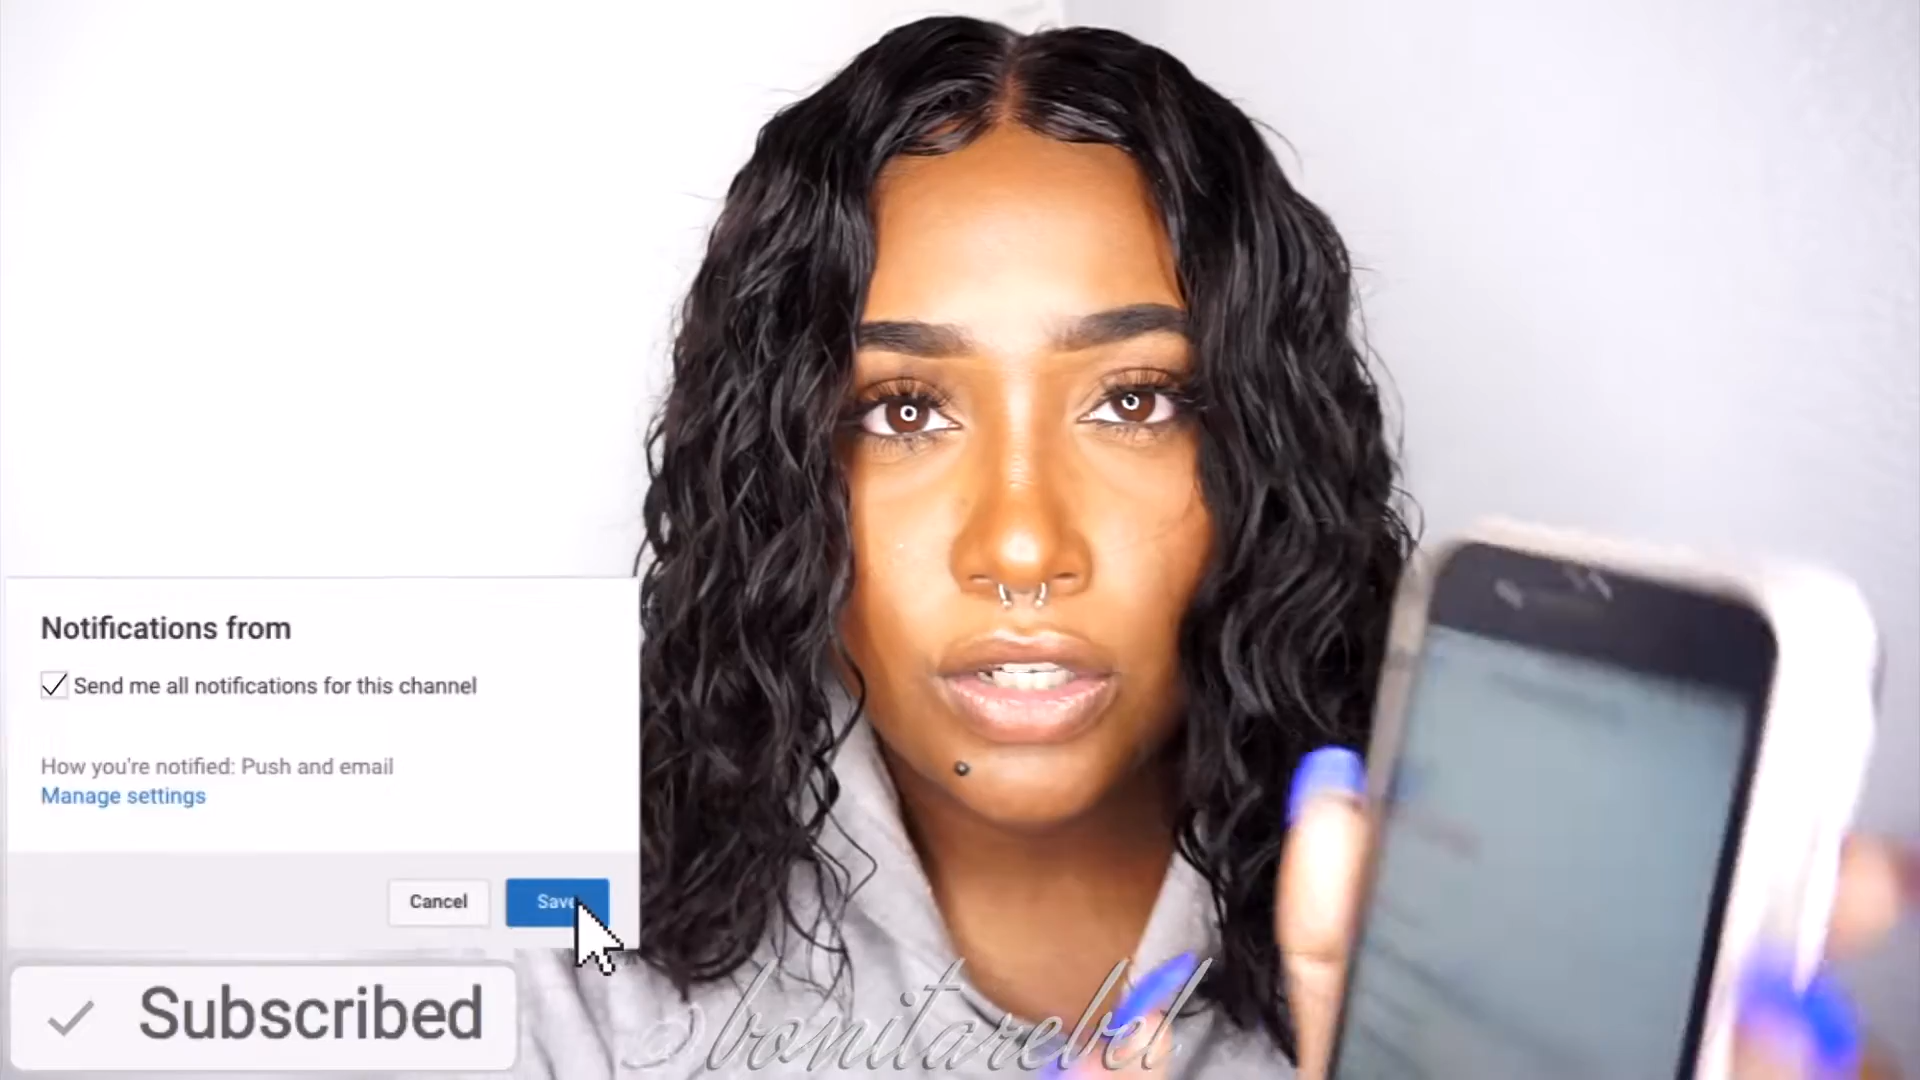 Notifications from
Send me all notifications for this channel
How you're notified: Push and email
Manage settings
Cancel
Save
Subscribed
@bonitarebel